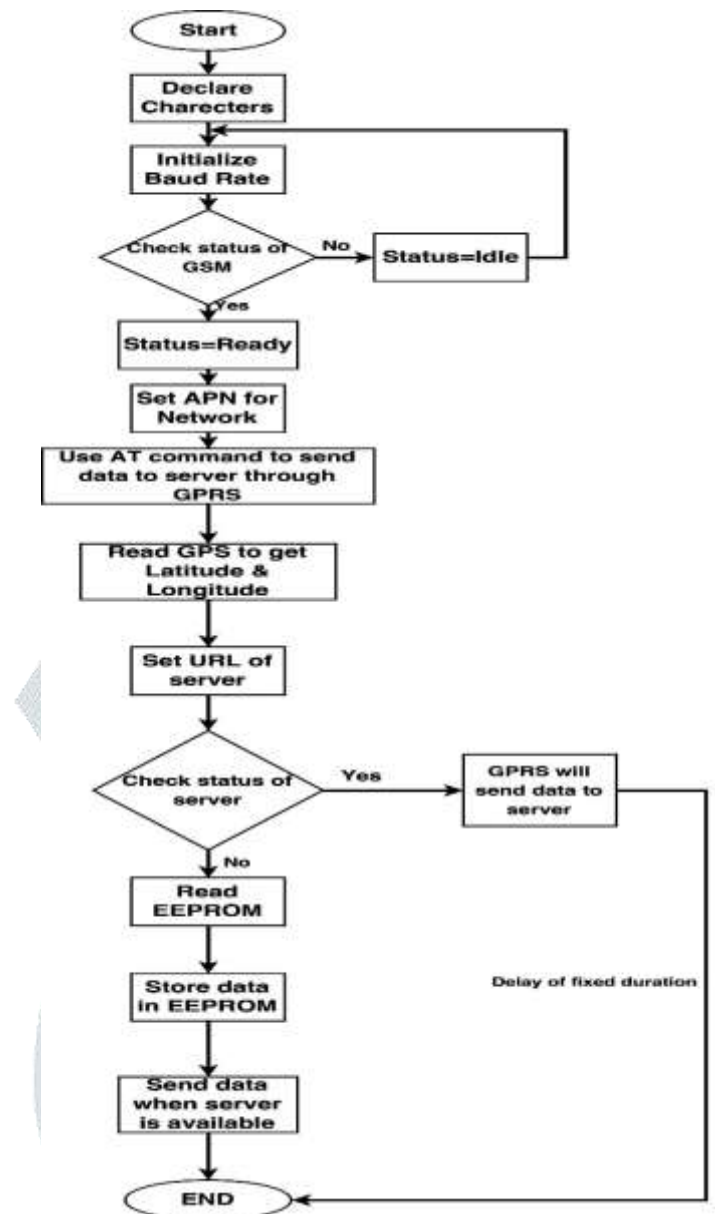 Start
Declare
Charecters
Initialize
Baud Rate
Check status of
GSM
No
Status=Idle
Yes
Status=Ready
Set APN for
Network
Use AT command to send
data to server through
GPRS
Read GPS to get
Latitude &
Longitude
Set URL of
server
Check status of
server
Yes
GPRS will
send data to
server
No
Read
EEPROM
Delay of fixed duration
Store data
in EEPROM
Send data
when server
is available
END